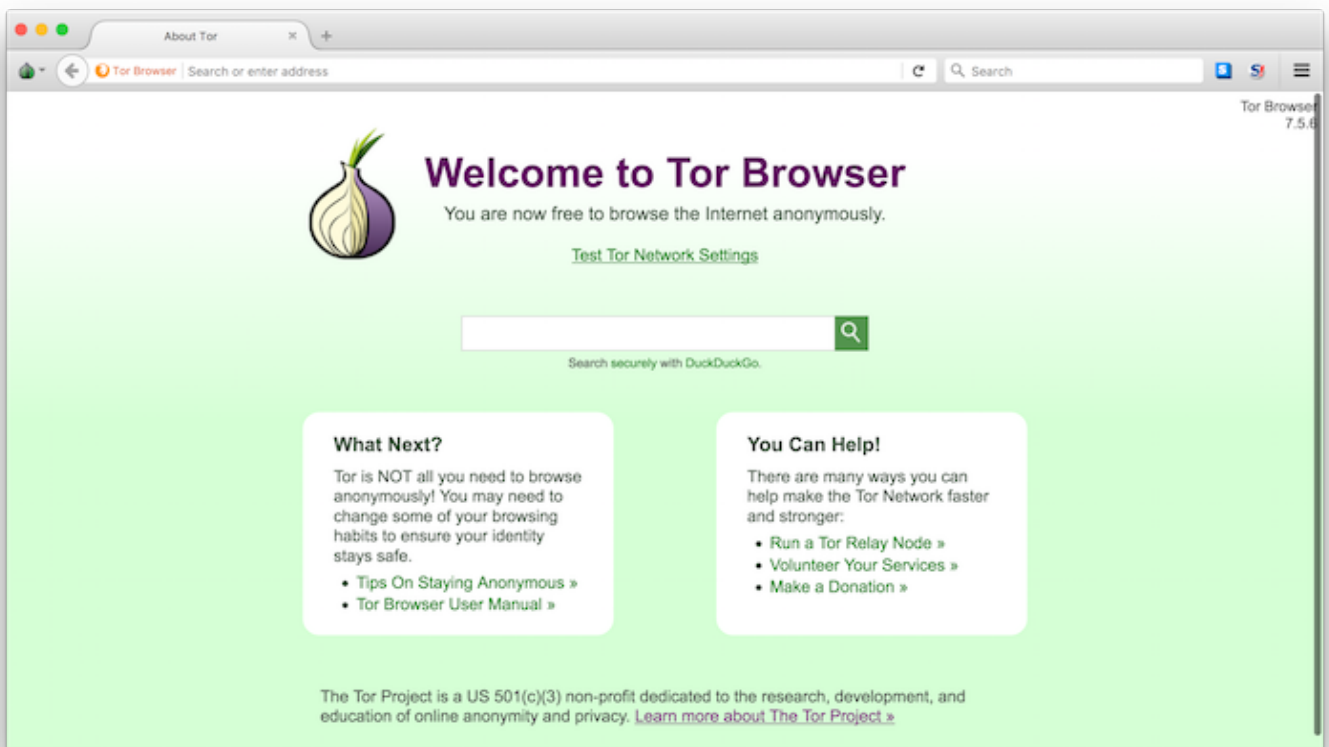 About Tor
Tor Browser Search or enter address
Search
Tor Browser
7.5.6
Welcome to Tor Browser
You are now free to browse the Internet anonymously.
Test Tor Network Settings
Search securely with DuckDuckGo.
What Next?
Tor is NOT all you need to browse
anonymously! You may need to
change some of your browsing
habits to ensure your identity
stays safe.
• Tips On Staying Anonymous »
• Tor Browser User Manual »
You Can Help!
There are many ways you can
help make the Tor Network faster
and stronger:
• Run a Tor Relay Node »
• Volunteer Your Services »
• Make a Donation »
The Tor Project is a US 501(c)(3) non-profit dedicated to the research, development, and
education of online anonymity and privacy. Learn more about The Tor Project »